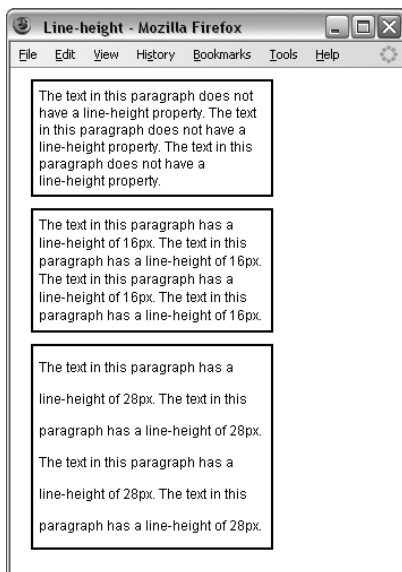 Line-height - Mozilla Firefox
File Edit View History Bookmarks Tools Help
The text in this paragraph does not
have a line-height property. The text
in this paragraph does not have a
line-height property. The text in this
paragraph does not have a
line-height property.
The text in this paragraph has a
line-height of 16px. The text in this
paragraph has a line-height of 16px.
The text in this paragraph has a
line-height of 16px. The text in this
paragraph has a line-height of 16px.
The text in this paragraph has a
line-height of 28px. The text in this
paragraph has a line-height of 28px.
The text in this paragraph has a
line-height of 28px. The text in this
paragraph has a line-height of 28px.